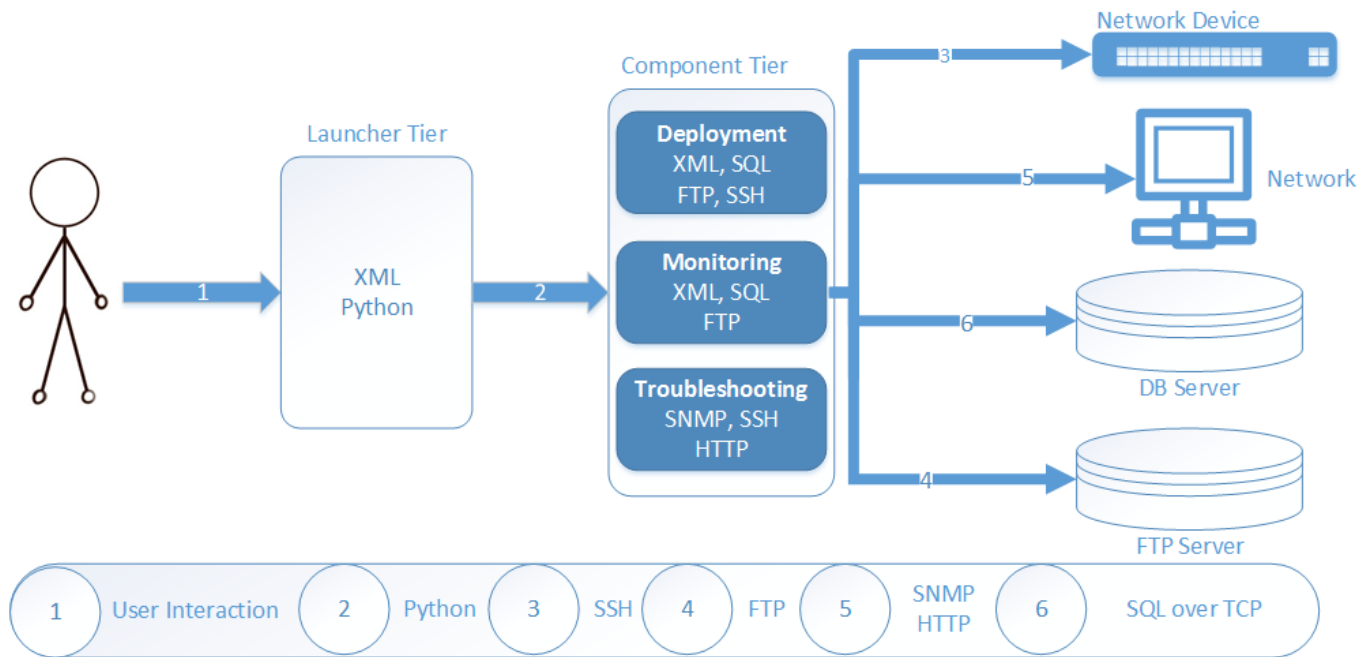 Network Device
3
Component Tier
Launcher Tier
Deployment
XML, SQL
FTP, SSH
5
Network
Monitoring
XML, SQL
FTP
XML
Python
1
2
6
DB Server
Troubleshooting
SNMP, SSH
HTTP
4
FTP Server
1 User Interaction 2 Python 3 SSH 4 FTP 5 SNMP HTTP 6 SQL over TCP